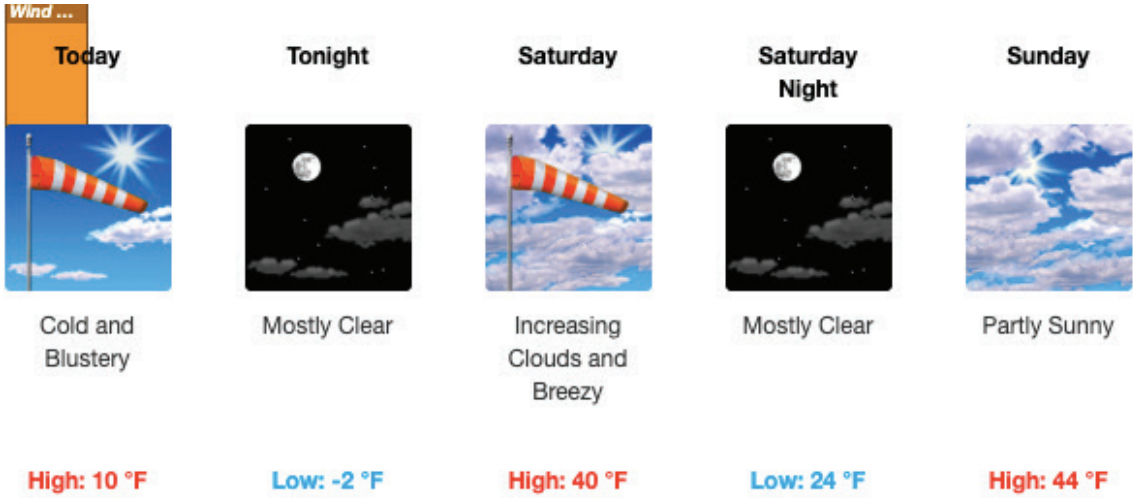 Wind ...
Today
Tonight
Saturday
Saturday
Night
Sunday
Cold and
Blustery
Mostly Clear
Increasing
Clouds and
Breezy
Mostly Clear
Partly Sunny
High: 10 °F
Low: -2 °F
High: 40 °F
Low: 24 °F
High: 44 °F